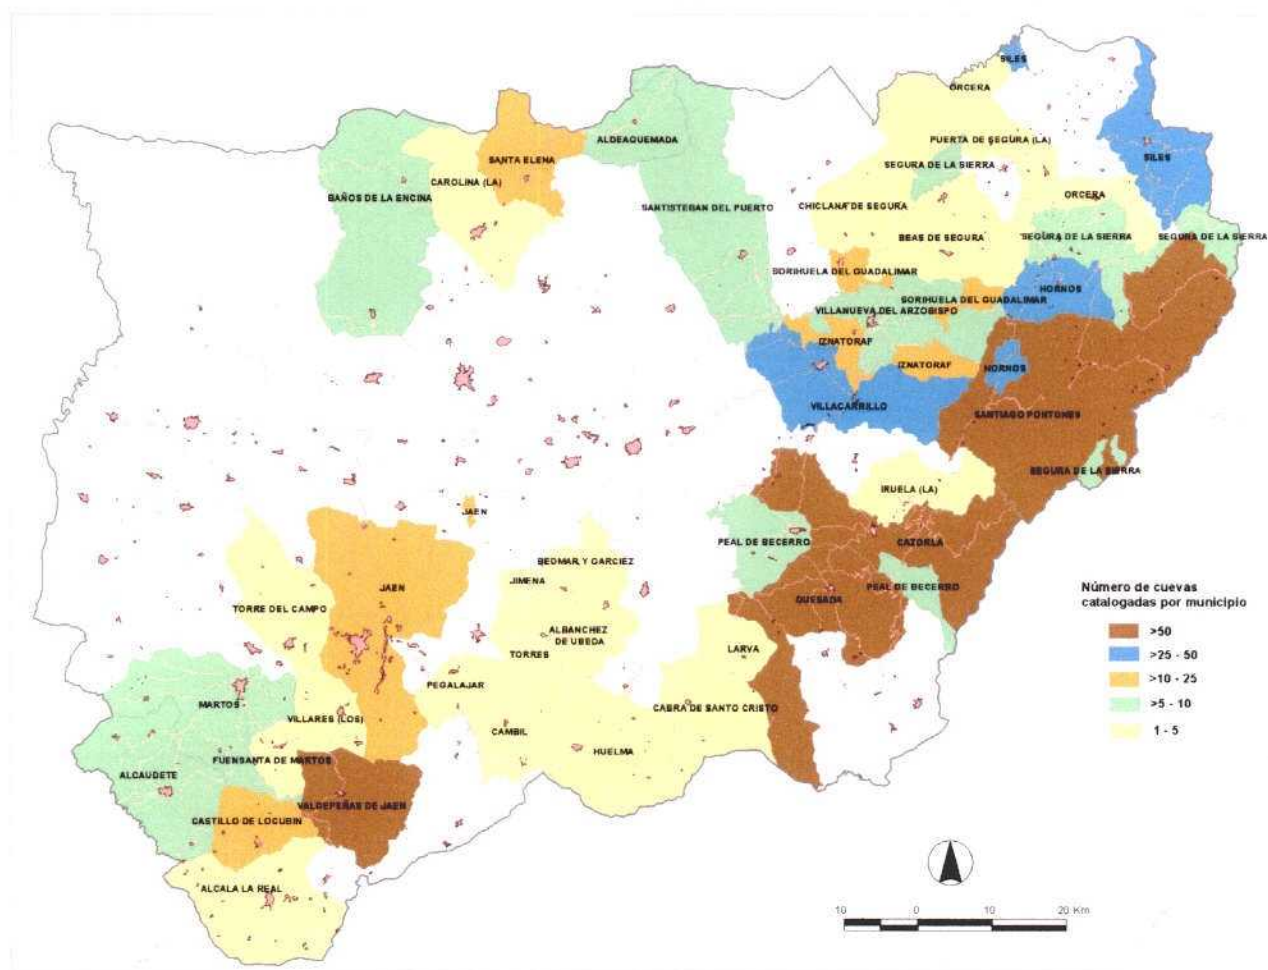 SILES
ORCERA
ALDEAQUEMADA
PUERTA DE SEGURA (LA)
SANTA ELENA
SILES
SEGURA DE LA SIERRA
CAROLINA (LA)
ORCERA
BAÑOS DE LA ENCINA
SANTISTEBAN DEL PUERTO
CHICLANA DE SEGURA
BEAS DE SEGURA
SEGURA DE LA SIERRA
SEGURA DE LA SIERRA
SORIHUELA DEL GUADALIMAR
HORNOS
SORIHUELA DEL GUADALIMAR
VILLANUEVA DEL ARZOBISPO
IZNATORAF
IZNATORAF
HORNOS
VILLACARRILLO
SANTIAGO PONTONES
SEGURA DE LA SIERRA
IRUELA (LA)
JAEN
PEAL DE BECERRO
CAZORLA
BEDMAR Y GARCIEZ
JIMENA
JAEN
PEAL DE BECERRO
QUESADA
TORRE DEL CAMPO
ALBANCHEZ
DE UBEDA
TORRES
LARVA
PEGALAJAR
MARTOS
CABRA DE SANTO CRISTO
VILLARES (LOS)
CAMBIL
HUELMA
FUENSANTA DE MARTOS
ALCAUDETE
VALDEPEÑAS DE JAEN
CASTILLO DE LOCUBIN
ALCALA LA REAL
Número de cuevas
catalogadas por municipio
>50
>25 - 50
>10 - 25
>5 - 10
1 - 5
10 0 10 20 Km